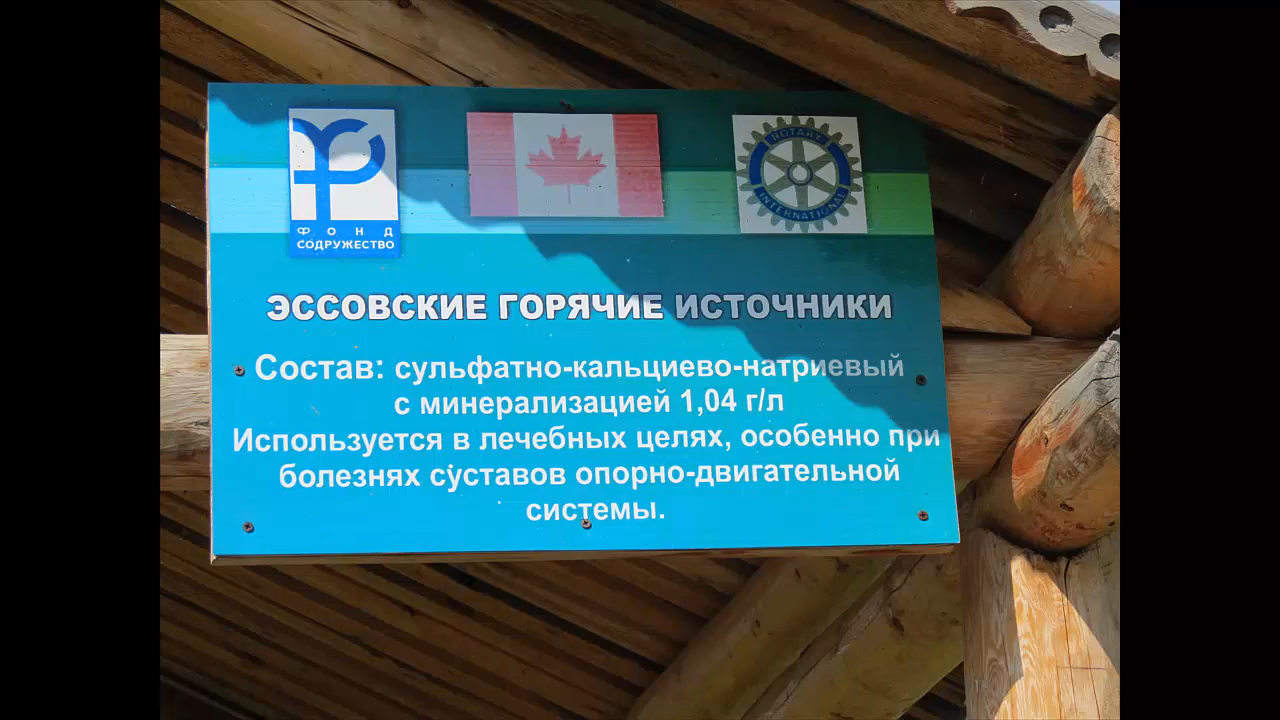 ФОНД
СОДРУЖЕСТВО
ROTARY
INTERNATIONAL
ЭССОВСКИЕ ГОРЯЧИЕ ИСТОЧНИКИ
Состав: сульфатно-кальциево-натриевый
с минерализацией 1,04 г/л
Используется в лечебных целях, особенно при
болезнях суставов опорно-двигательной
системы.